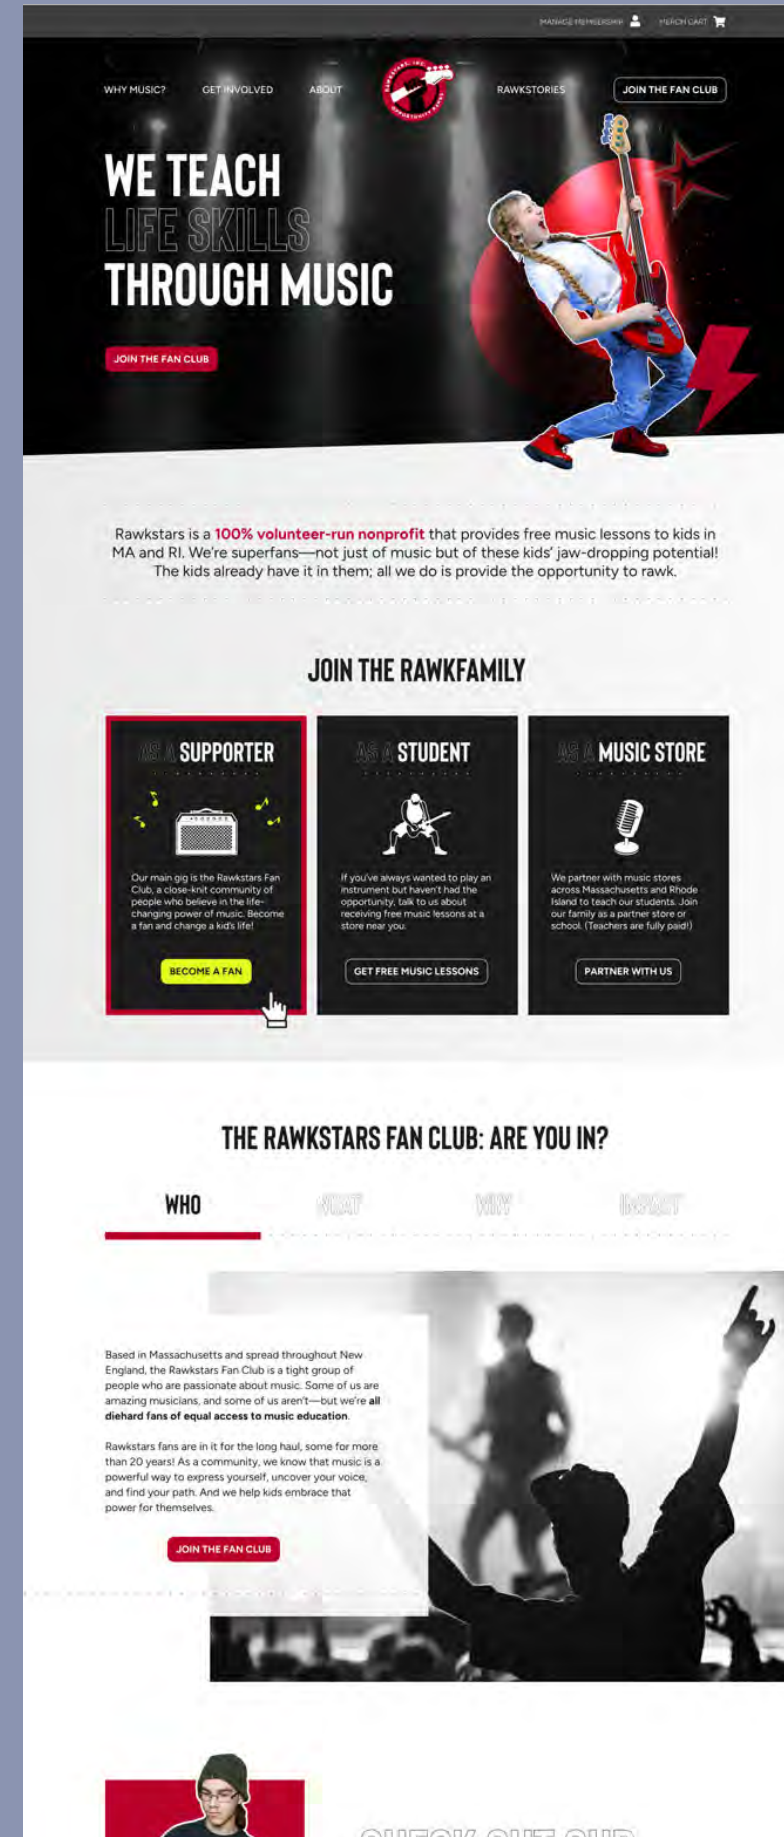 MANAGE MEMBERSHIP
MERCH CART
WHY MUSIC?
GET INVOLVED
ABOUT
RAWKSTARS, INC.
OPPORTUNITY ROCKS
RAWKSTORIES
JOIN THE FAN CLUB
WE TEACH
LIFE SKILLS
THROUGH MUSIC
JOIN THE FAN CLUB
Rawkstars is a 100% volunteer-run nonprofit that provides free music lessons to kids in
MA and RI. We're superfans—not just of music but of these kids' jaw-dropping potential!
The kids already have it in them; all we do is provide the opportunity to rawk.
JOIN THE RAWKFAMILY
AS A SUPPORTER
Our main gig is the Rawkstars Fan
Club, a close-knit community of
people who believe in the life-
changing power of music. Become
a fan and change a kid's life!
BECOME A FAN
AS A STUDENT
If you've always wanted to play an
instrument but haven't had the
opportunity, talk to us about
receiving free music lessons at a
store near you.
GET FREE MUSIC LESSONS
AS A MUSIC STORE
We partner with music stores
across Massachusetts and Rhode
Island to teach our students. Join
our family as a partner store or
school. (Teachers are fully paid!)
PARTNER WITH US
THE RAWKSTARS FAN CLUB: ARE YOU IN?
WHO
WHAT
WHY
IMPACT
Based in Massachusetts and spread throughout New
England, the Rawkstars Fan Club is a tight group of
people who are passionate about music. Some of us are
amazing musicians, and some of us aren't—but we're all
diehard fans of equal access to music education.
Rawkstars fans are in it for the long haul, some for more
than 20 years! As a community, we know that music is a
powerful way to express yourself, uncover your voice,
and find your path. And we help kids embrace that
power for themselves.
JOIN THE FAN CLUB
CHECK OUT OUR